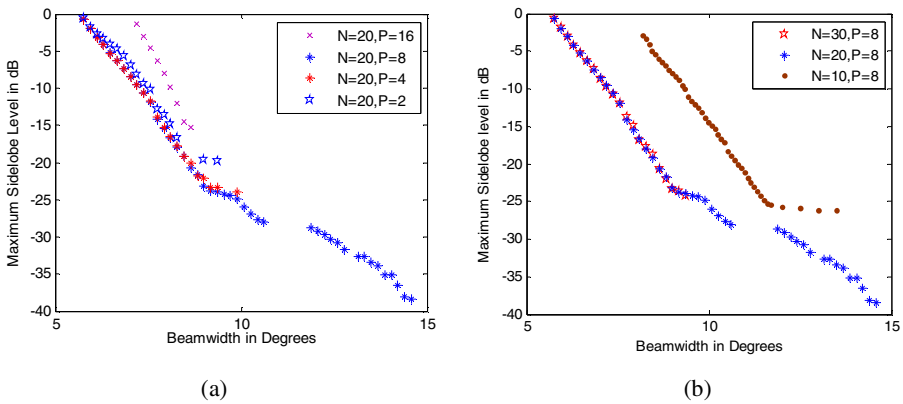 0
-5
-10
-15
-20
-25
-30
-35
-40
Maximum Sidelobe Level in dB
N=20,P=16
N=20,P=8
N=20,P=4
N=20,P=2
5
10
15
Beamwidth in Degrees
(a)
0
-5
-10
-15
-20
-25
-30
-35
-40
Maximum Sidelobe level in dB
N=30,P=8
N=20,P=8
N=10,P=8
5
10
15
Beamwidth in Degrees
(b)